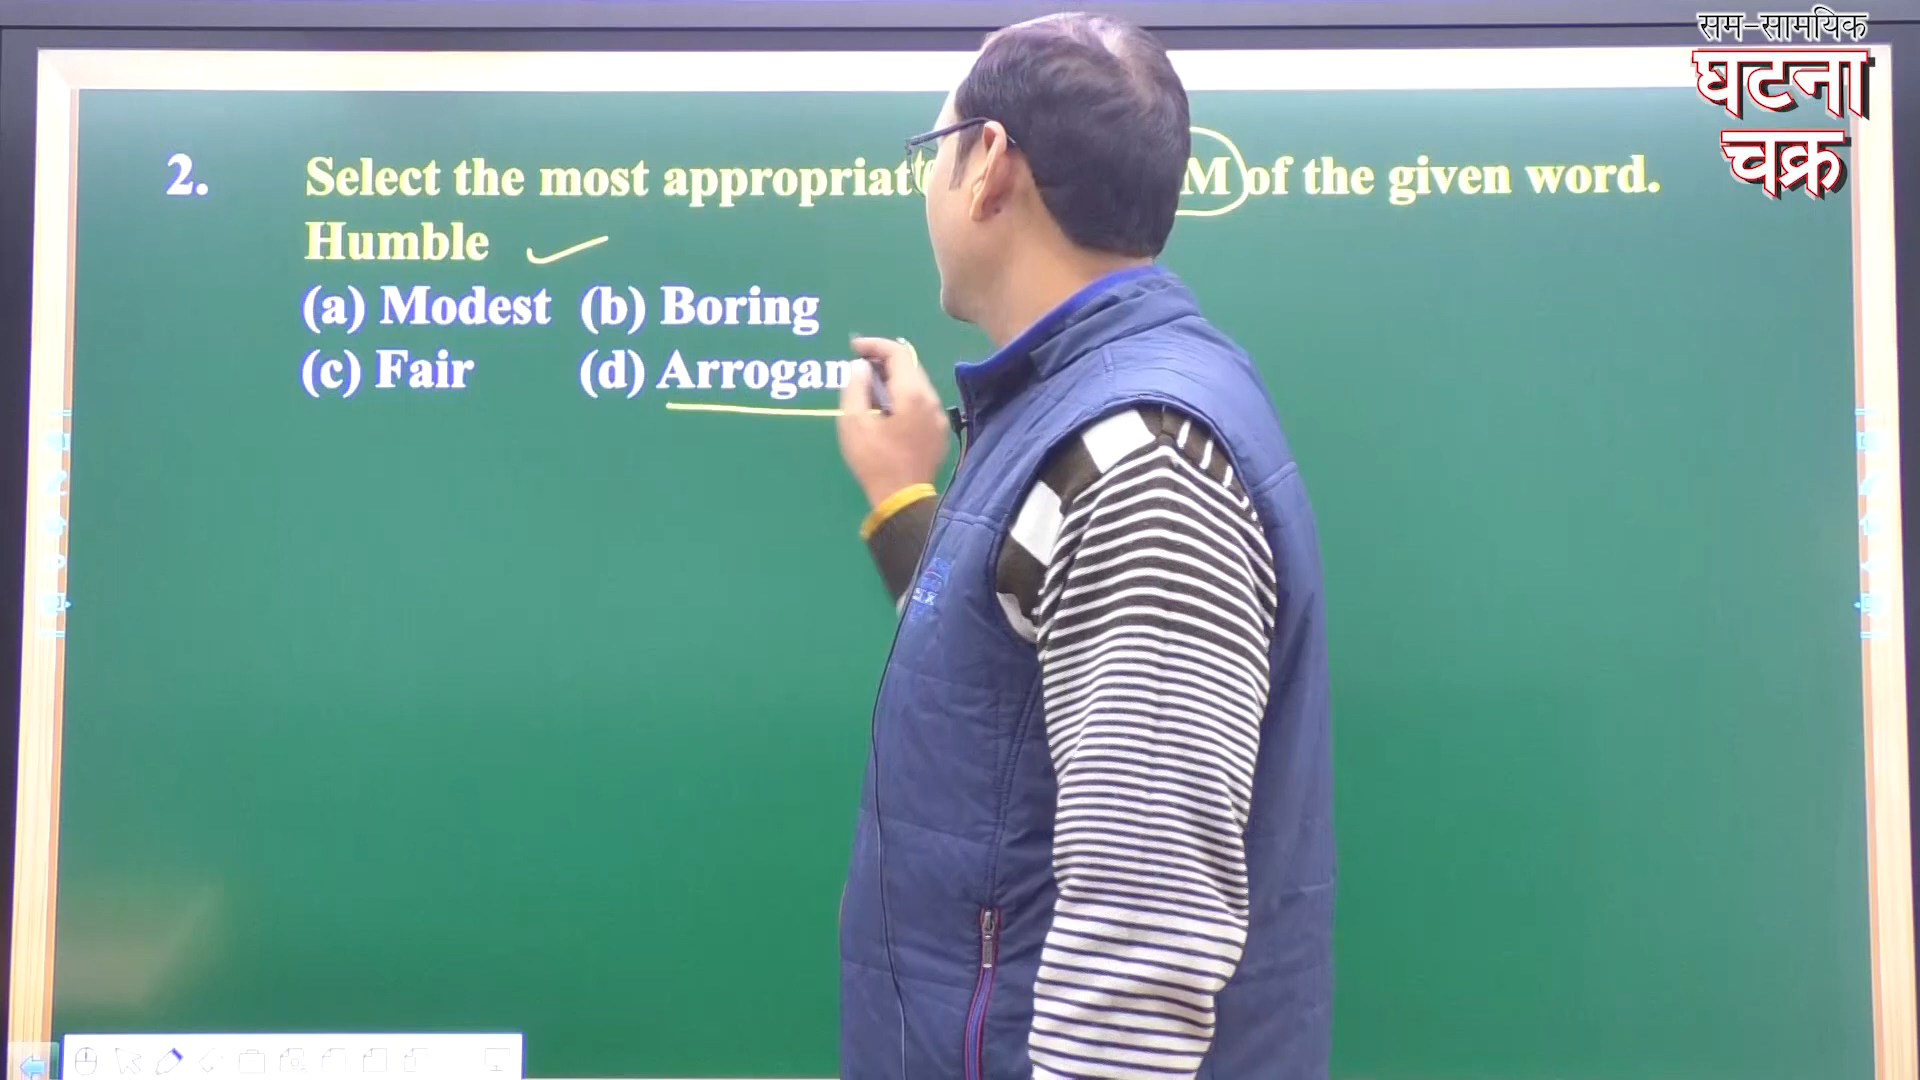 सम-सामयिक
घटना
चक्र
2. Select the most appropriat M of the given word.
Humble
(a) Modest (b) Boring
(c) Fair (d) Arrogan